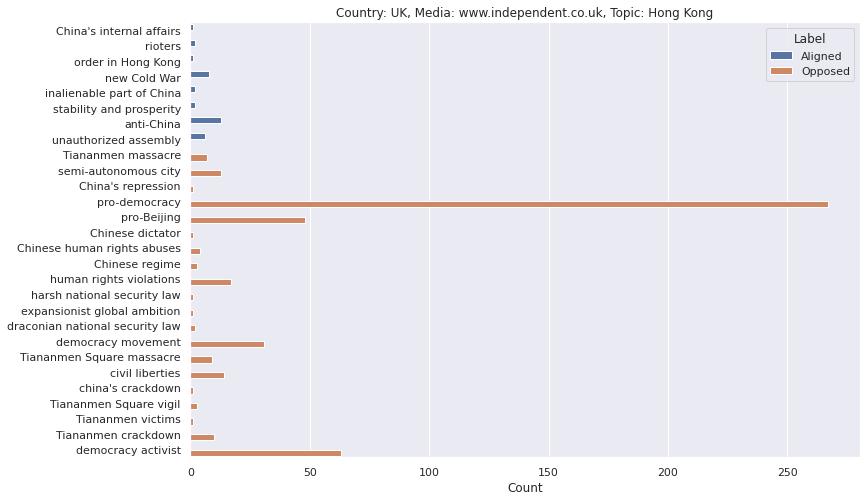 Country: UK, Media: www.independent.co.uk, Topic: Hong Kong
China's internal affairs
rioters
order in Hong Kong
new Cold War
inalienable part of China
stability and prosperity
anti-China
unauthorized assembly
Tiananmen massacre
semi-autonomous city
China's repression
pro-democracy
pro-Beijing
Chinese dictator
Chinese human rights abuses
Chinese regime
human rights violations
harsh national security law
expansionist global ambition
draconian national security law
democracy movement
Tiananmen Square massacre
civil liberties
china's crackdown
Tiananmen Square vigil
Tiananmen victims
Tiananmen crackdown
democracy activist
Label
Aligned
Opposed
0 50 100 150 200 250
Count